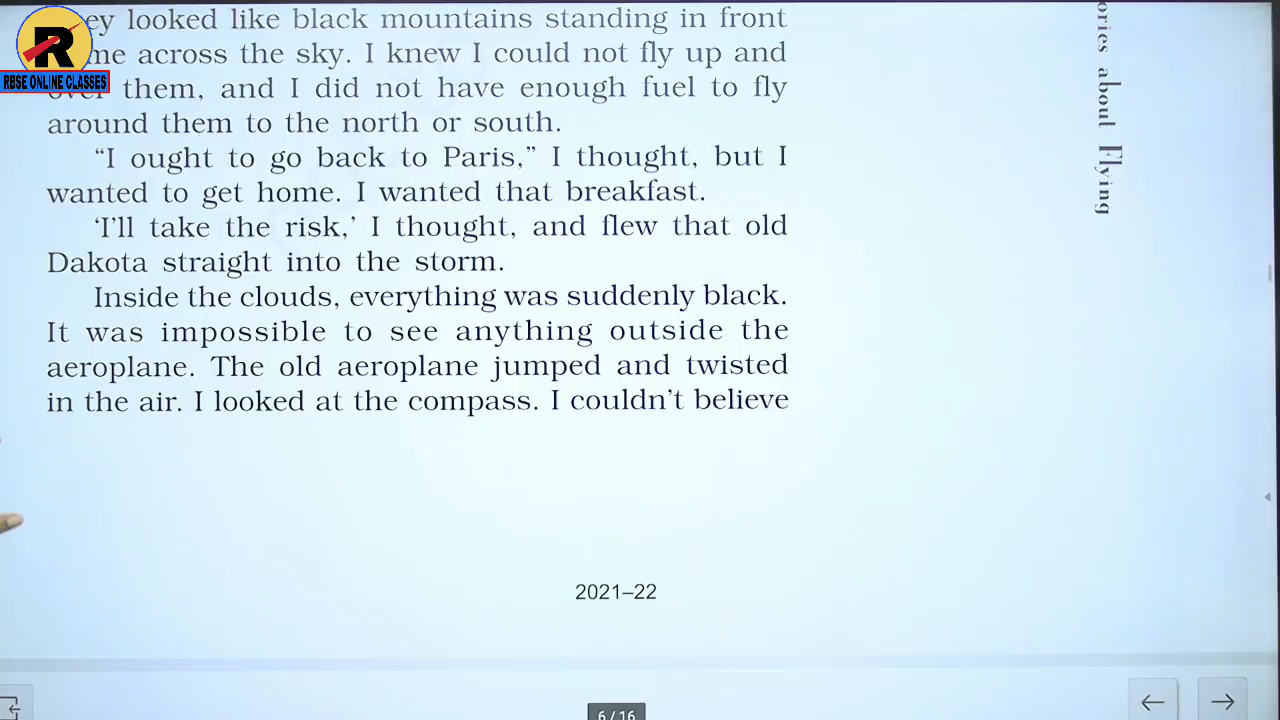 ey looked like black mountains standing in front
me across the sky. I knew I could not fly up and
over them, and I did not have enough fuel to fly
around them to the north or south.
“I ought to go back to Paris,” I thought, but I
wanted to get home. I wanted that breakfast.
‘I’ll take the risk,’ I thought, and flew that old
Dakota straight into the storm.
Inside the clouds, everything was suddenly black.
It was impossible to see anything outside the
aeroplane. The old aeroplane jumped and twisted
in the air. I looked at the compass. I couldn’t believe
2021–22
6 / 16
ories about Flying
R
RBSE ONLINE CLASSES